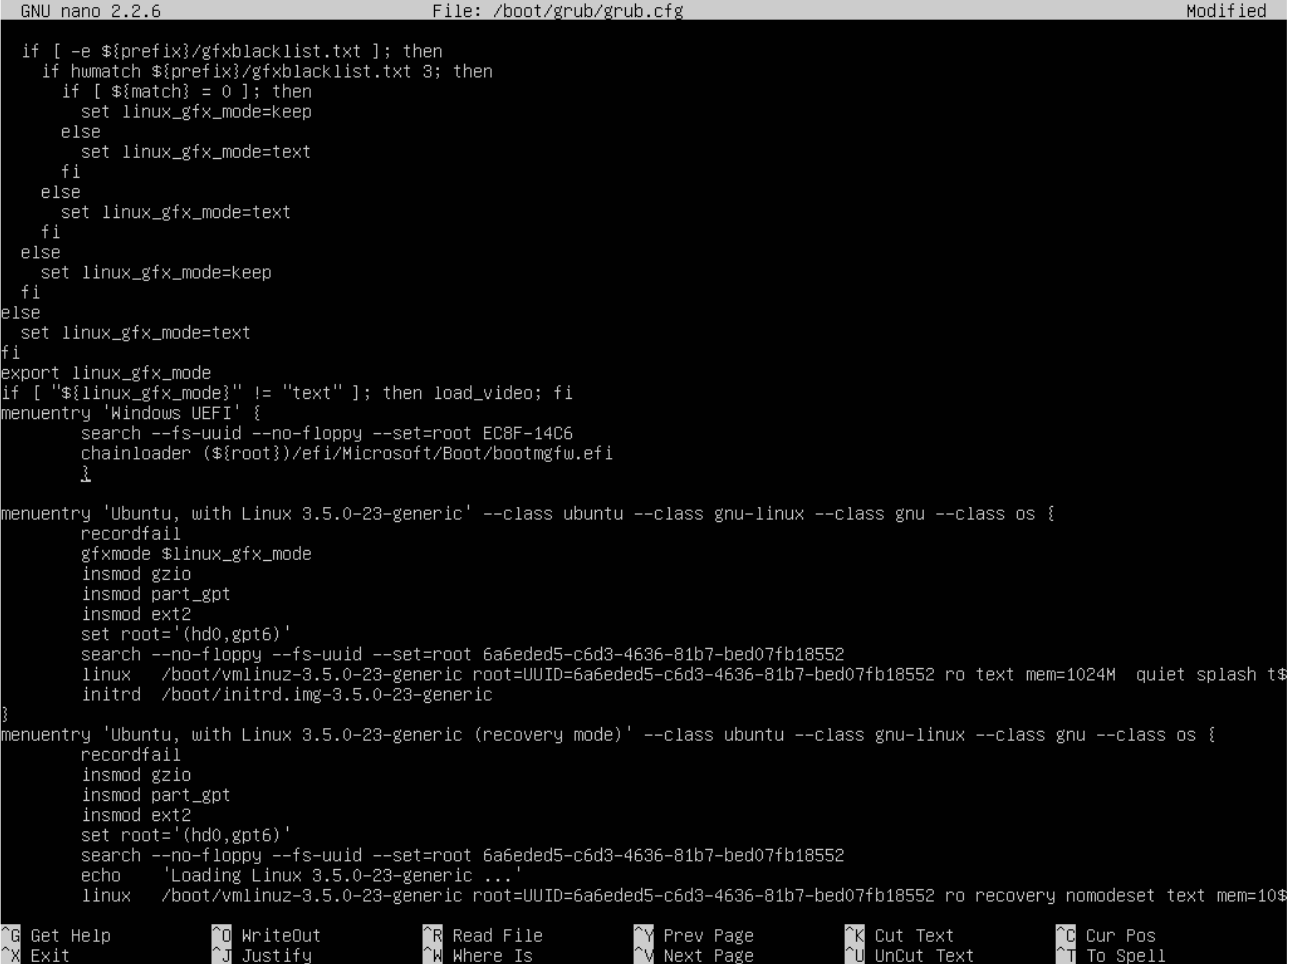 GNU nano 2.2.6 File: /boot/grub/grub.cfg Modified
if [ -e ${prefix}/gfxblacklist.txt ]; then
if hwmatch ${prefix}/gfxblacklist.txt 3; then
if [ ${match} = 0 ]; then
set linux_gfx_mode=keep
else
set linux_gfx_mode=text
fi
else
set linux_gfx_mode=text
fi
else
set linux_gfx_mode=keep
fi
else
set linux_gfx_mode=text
fi
export linux_gfx_mode
if [ "${linux_gfx_mode}" != "text" ]; then load_video; fi
menuentry 'Windows UEFI' {
search --fs-uuid --no-floppy --set=root EC8F-14C6
chainloader (${root})/efi/Microsoft/Boot/bootmgfw.efi
}
menuentry 'Ubuntu, with Linux 3.5.0-23-generic' --class ubuntu --class gnu-linux --class gnu --class os {
recordfail
gfxmode $linux_gfx_mode
insmod gzio
insmod part_gpt
insmod ext2
set root='(hd0,gpt6)'
search --no-floppy --fs-uuid --set=root 6a6eded5-c6d3-4636-81b7-bed07fb18552
linux /boot/vmlinuz-3.5.0-23-generic root=UUID=6a6eded5-c6d3-4636-81b7-bed07fb18552 ro text mem=1024M quiet splash t$
initrd /boot/initrd.img-3.5.0-23-generic
}
menuentry 'Ubuntu, with Linux 3.5.0-23-generic (recovery mode)' --class ubuntu --class gnu-linux --class gnu --class os {
recordfail
insmod gzio
insmod part_gpt
insmod ext2
set root='(hd0,gpt6)'
search --no-floppy --fs-uuid --set=root 6a6eded5-c6d3-4636-81b7-bed07fb18552
echo 'Loading Linux 3.5.0-23-generic ...'
linux /boot/vmlinuz-3.5.0-23-generic root=UUID=6a6eded5-c6d3-4636-81b7-bed07fb18552 ro recovery nomodeset text mem=10$
^G Get Help ^O WriteOut ^R Read File ^Y Prev Page ^K Cut Text ^C Cur Pos
^X Exit ^J Justify ^W Where Is ^V Next Page ^U UnCut Text ^T To Spell